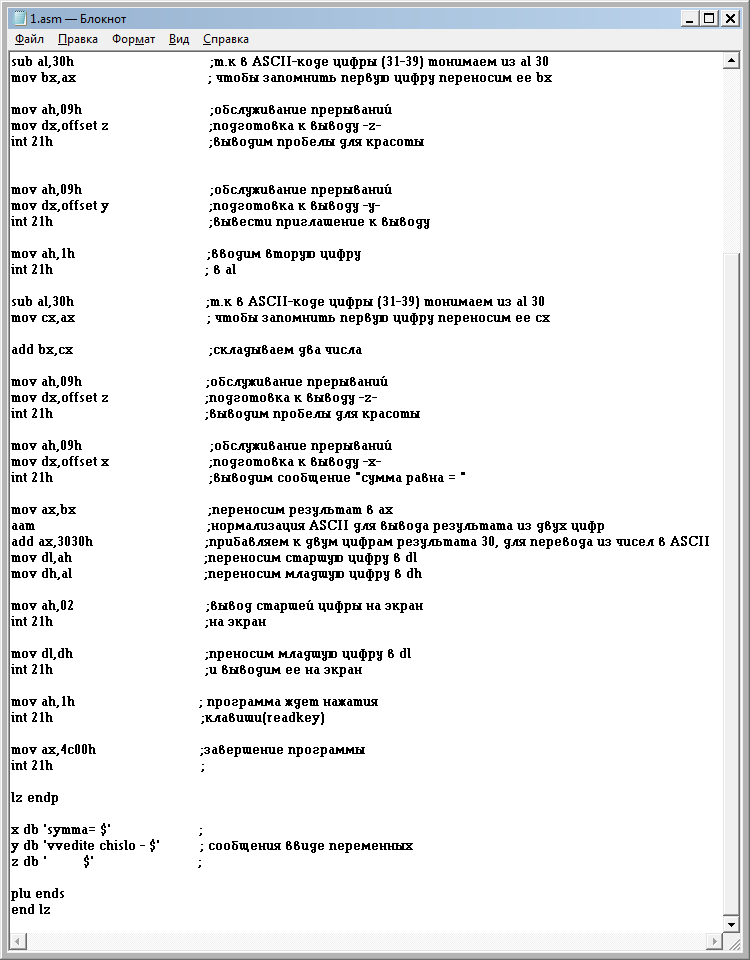 1.asm — Блокнот
Файл Правка Формат Вид Справка
sub al,30h ;т.к в ASCII-коде цифры (31-39) тонимаем из al 30
mov bx,ax ; чтобы запомнить первую цифру переносим ее bx
mov ah,09h ;обслуживание прерываний
mov dx,offset z ;подготовка к выводу -z-
int 21h ;выводим пробелы для красоты
mov ah,09h ;обслуживание прерываний
mov dx,offset y ;подготовка к выводу -y-
int 21h ;вывести приглашение к выводу
mov ah,1h ;вводим вторую цифру
int 21h ; в al
sub al,30h ;т.к в ASCII-коде цифры (31-39) тонимаем из al 30
mov cx,ax ; чтобы запомнить первую цифру переносим ее cx
add bx,cx ;складываем два числа
mov ah,09h ;обслуживание прерываний
mov dx,offset z ;подготовка к выводу -z-
int 21h ;выводим пробелы для красоты
mov ah,09h ;обслуживание прерываний
mov dx,offset x ;подготовка к выводу -x-
int 21h ;выводим сообщение "сумма равна = "
mov ax,bx ;переносим результат в ax
aam ;нормализация ASCII для вывода результата из двух цифр
add ax,3030h ;прибавляем к двум цифрам результата 30, для перевода из чисел в ASCII
mov dl,ah ;переносим старшую цифру в dl
mov dh,al ;переносим младшую цифру в dh
mov ah,02 ;вывод старшей цифры на экран
int 21h ;на экран
mov dl,dh ;преносим младшую цифру в dl
int 21h ;и выводим ее на экран
mov ah,1h ; программа ждет нажатия
int 21h ;клавиши(readkey)
mov ax,4c00h ;завершение программы
int 21h ;
lz endp
x db 'symma= $' ;
y db 'vvedite chislo - $' ; сообщения ввиде переменных
z db ' $' ;
plu ends
end lz